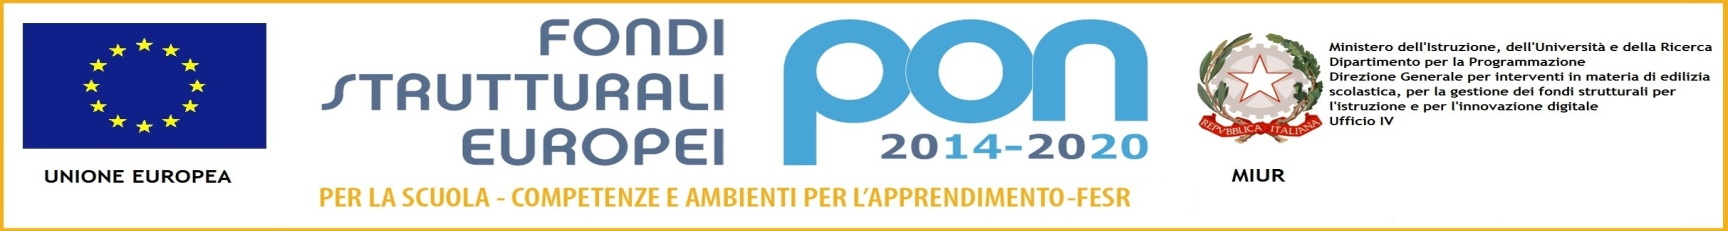 UNIONE EUROPEA
FONDI
STRUTTURALI
EUROPEI
pon
2014-2020
PER LA SCUOLA - COMPETENZE E AMBIENTI PER L'APPRENDIMENTO-FESR
REPVBBLICA ITALIANA
MIUR
Ministero dell'Istruzione, dell'Università e della Ricerca
Dipartimento per la Programmazione
Direzione Generale per interventi in materia di edilizia
scolastica, per la gestione dei fondi strutturali per
l'istruzione e per l'innovazione digitale
Ufficio IV